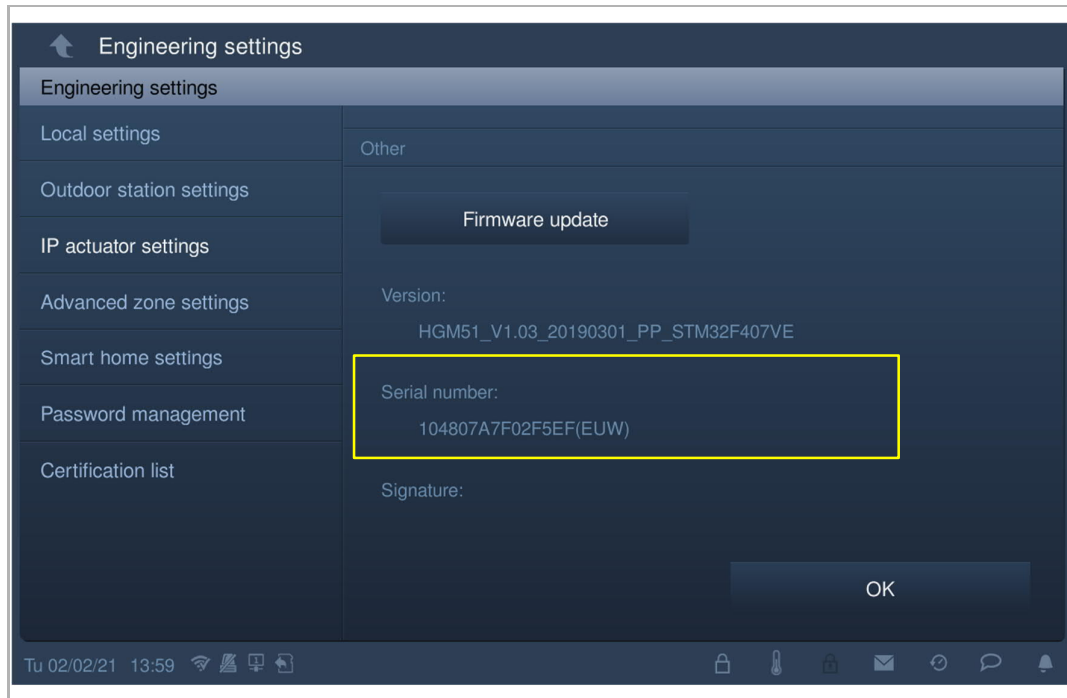 Engineering settings
Engineering settings
Local settings
Other
Outdoor station settings
Firmware update
IP actuator settings
Advanced zone settings
Version:
HGM51_V1.03_20190301_PP_STM32F407VE
Smart home settings
Serial number:
Password management
104807A7F02F5EF(EUW)
Certification list
Signature:
OK
Tu 02/02/21 13:59